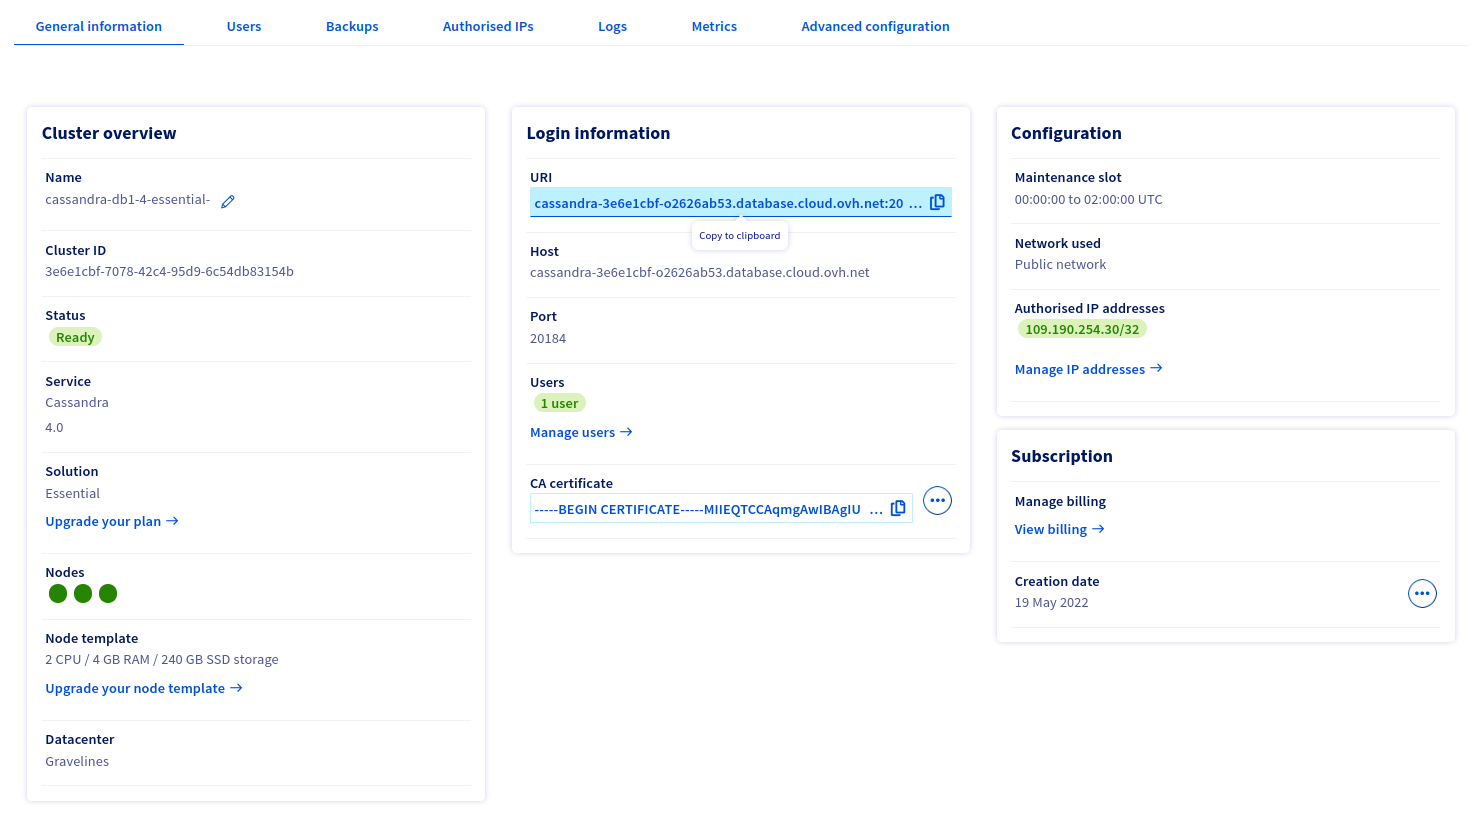 General information
Users
Backups
Authorised IPs
Logs
Metrics
Advanced configuration
Cluster overview
Name
cassandra-db1-4-essential-
Cluster ID
3e6e1cbf-7078-42c4-95d9-6c54db83154b
Status
Ready
Service
Cassandra
4.0
Solution
Essential
Upgrade your plan →
Nodes
Node template
2 CPU / 4 GB RAM / 240 GB SSD storage
Upgrade your node template →
Datacenter
Gravelines
Login information
URI
cassandra-3e6e1cbf-o2626ab53.database.cloud.ovh.net:20 ...
Copy to clipboard
Host
cassandra-3e6e1cbf-o2626ab53.database.cloud.ovh.net
Port
20184
Users
1 user
Manage users →
CA certificate
-----BEGIN CERTIFICATE-----MIIEQTCCAqmgAwIBAgIU ...
Configuration
Maintenance slot
00:00:00 to 02:00:00 UTC
Network used
Public network
Authorised IP addresses
109.190.254.30/32
Manage IP addresses →
Subscription
Manage billing
View billing →
Creation date
19 May 2022